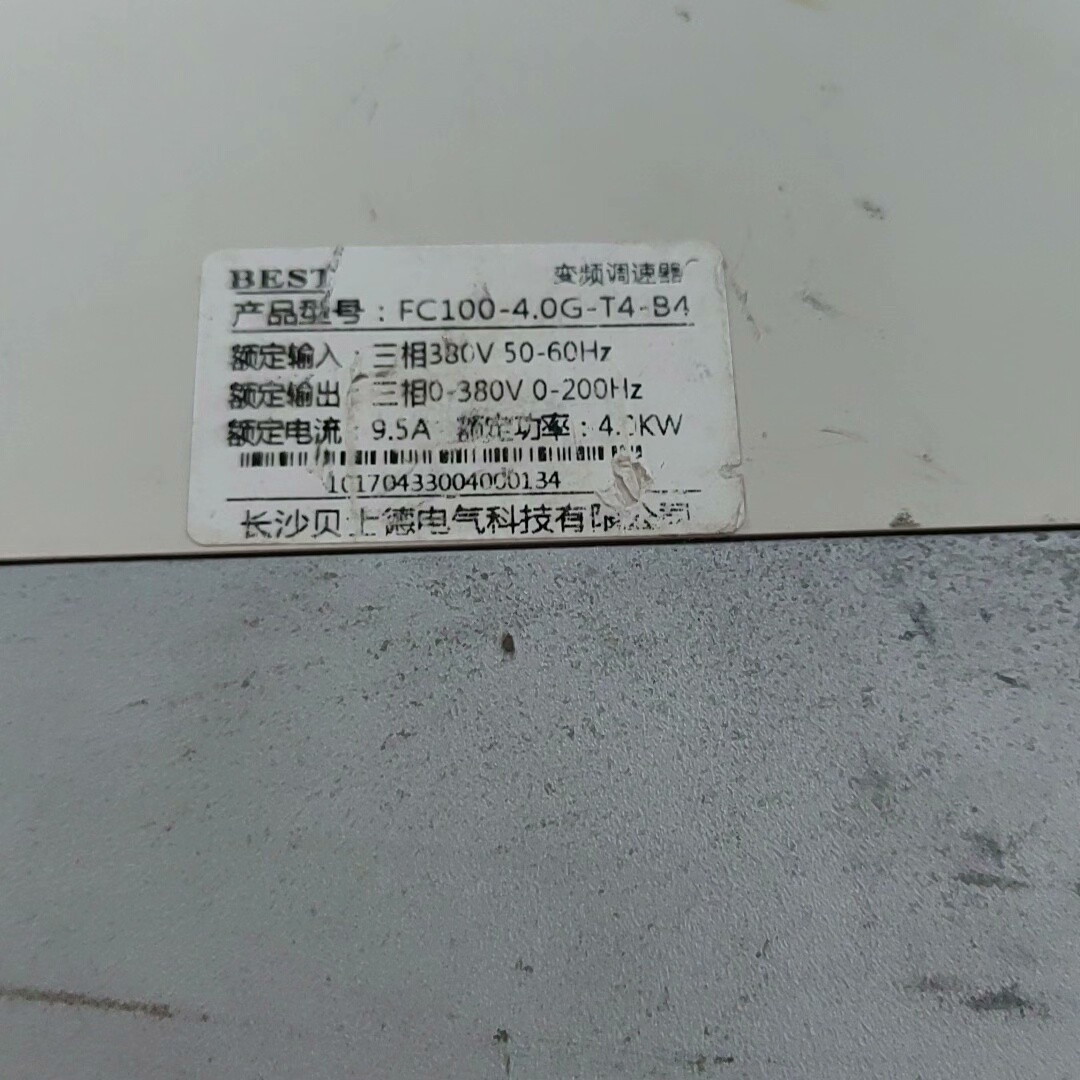 BEST 变频调速器
产品型号：FC100-4.0G-T4-B4
额定输入：三相380V 50-60Hz
额定输出：三相0-380V 0-200Hz
额定电流：9.5A 额定功率：4.0KW
10170433004000134
长沙贝士德电气科技有限公司